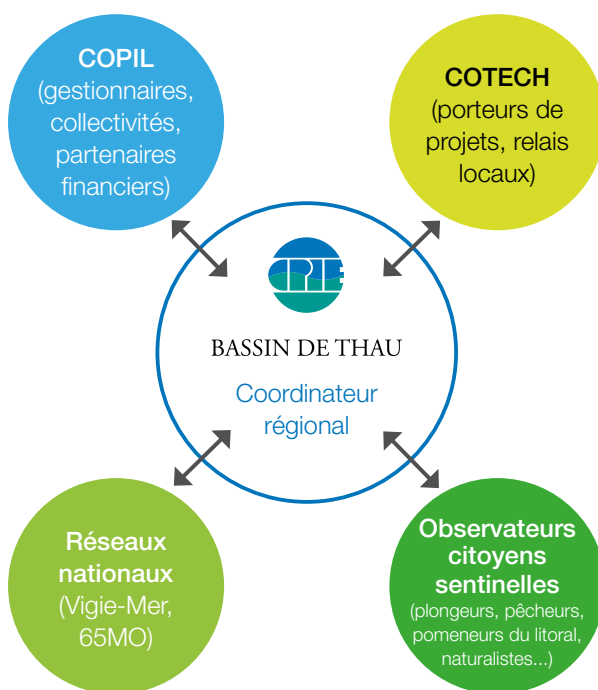 COPIL
(gestionnaires,
collectivités,
partenaires
financiers)
COTECH
(porteurs de
projets, relais
locaux)
CPIE
BASSIN DE THAU
Coordinateur
régional
Réseaux
nationaux
(Vigie-Mer,
65MO)
Observateurs
citoyens
sentinelles
(plongeurs, pêcheurs,
pomeneurs du litoral,
naturalistes...)